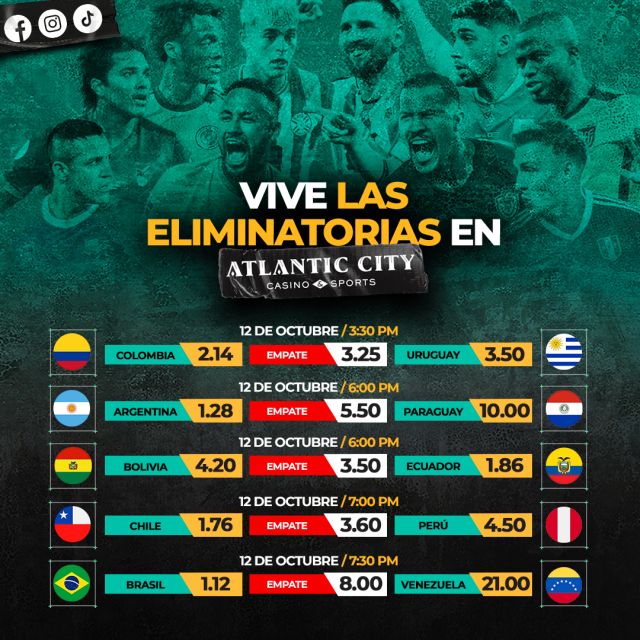 VIVE LAS
ELIMINATORIAS EN
ATLANTIC CITY
CASINO & SPORTS
12 DE OCTUBRE / 3:30 PM
COLOMBIA 2.14 EMPATE 3.25 URUGUAY 3.50
12 DE OCTUBRE / 6:00 PM
ARGENTINA 1.28 EMPATE 5.50 PARAGUAY 10.00
12 DE OCTUBRE / 6:00 PM
BOLIVIA 4.20 EMPATE 3.50 ECUADOR 1.86
12 DE OCTUBRE / 7:00 PM
CHILE 1.76 EMPATE 3.60 PERÚ 4.50
12 DE OCTUBRE / 7:30 PM
BRASIL 1.12 EMPATE 8.00 VENEZUELA 21.00